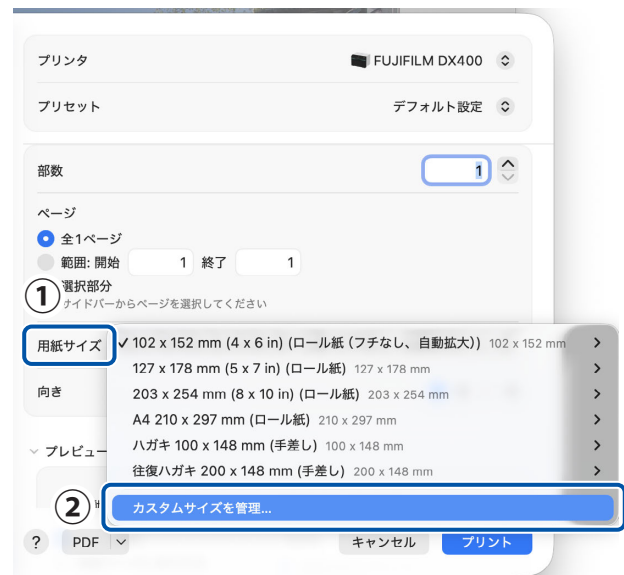 プリンタ FUJIFILM DX400
プリセット デフォルト設定
部数 1
ページ
全1ページ
範囲: 開始 1 終了 1
選択部分
① サイドバーからページを選択してください
用紙サイズ ✓ 102 x 152 mm (4 x 6 in) (ロール紙 (フチなし、自動拡大)) 102 x 152 mm >
127 x 178 mm (5 x 7 in) (ロール紙) 127 x 178 mm >
203 x 254 mm (8 x 10 in) (ロール紙) 203 x 254 mm >
向き
A4 210 x 297 mm (ロール紙) 210 x 297 mm >
ハガキ 100 x 148 mm (手差し) 100 x 148 mm >
プレビュー
往復ハガキ 200 x 148 mm (手差し) 200 x 148 mm >
② カスタムサイズを管理...
? PDF キャンセル プリント